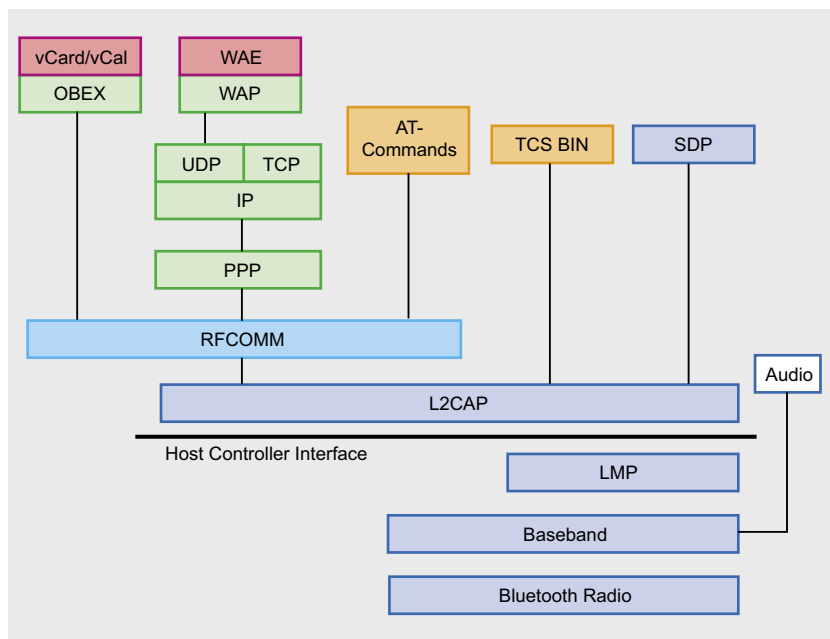 vCard/vCal
OBEX
WAE
WAP
UDP
TCP
IP
PPP
AT-
Commands
TCS BIN
SDP
RFCOMM
L2CAP
Audio
Host Controller Interface
LMP
Baseband
Bluetooth Radio